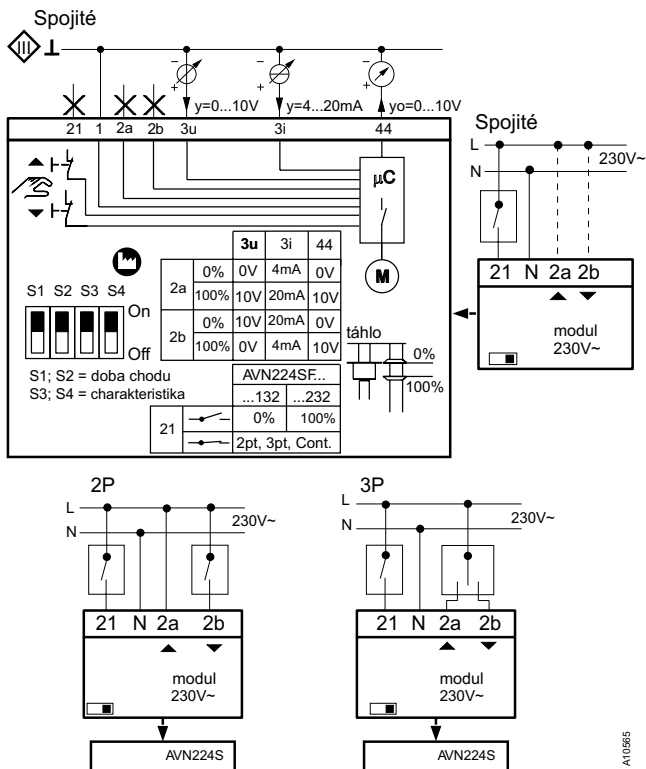 Spojité
y=0...10V y=4...20mA yo=0...10V
21 1 2a 2b 3u 3i 44
µC
M
3u 3i 44
2a 0% 0V 4mA 0V
100% 10V 20mA 10V
2b 0% 10V 20mA 0V
100% 0V 4mA 10V
S1 S2 S3 S4
On
Off
S1; S2 = doba chodu
S3; S4 = charakteristika
táhlo
0%
100%
AVN224SF...
...132 ...232
21 0% 100%
2pt, 3pt, Cont.
Spojité
L
230V~
N
21 N 2a 2b
modul
230V~
2P
L
230V~
N
21 N 2a 2b
modul
230V~
AVN224S
3P
L
230V~
N
21 N 2a 2b
modul
230V~
AVN224S
A10565